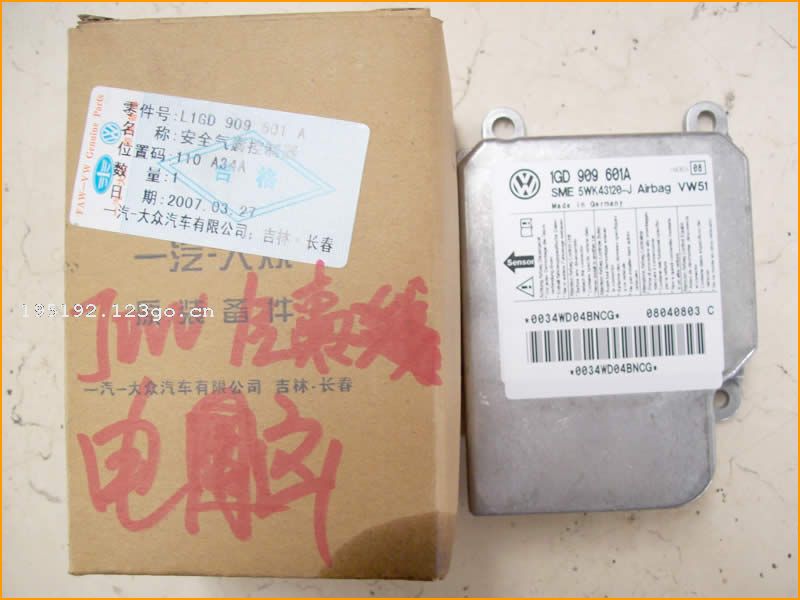 FAW-VW Genuine Parts
零件号:L1GD 909 601 A
名 称:安全气囊控制器
位置码:110 A34A
数 量:1
日 期:2007.03.27
一汽-大众汽车有限公司:吉林-长春
合格
一汽-大众
原装备件
195192.123go.cn
气囊
一汽-大众汽车有限公司 吉林-长春
电脑
1GD 909 601A
08
SME 5WK43120-J Airbag VW51
Made in Germany
Sensor
*0034WD04BNCG* 08040803 C
*0034WD04BNCG*